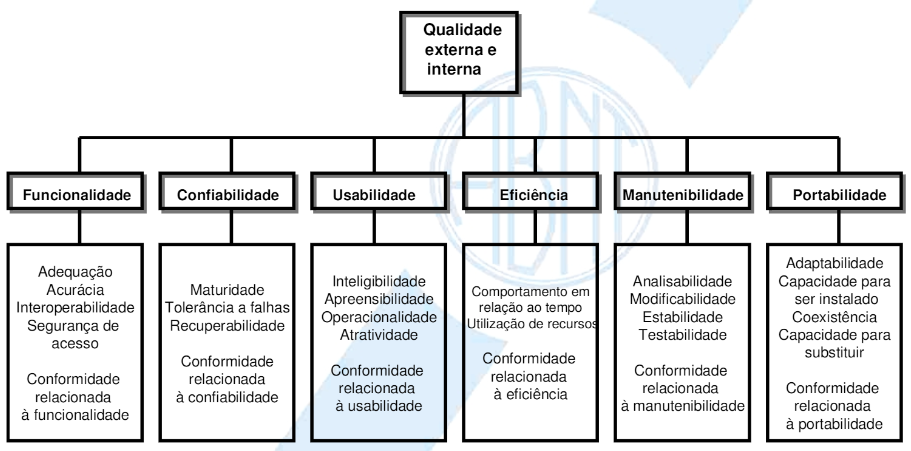 Qualidade
externa e
interna
ABNT
Funcionalidade
Confiabilidade
Usabilidade
Eficiência
Manutenibilidade
Portabilidade
Adequação
Acurácia
Interoperabilidade
Segurança de
acesso
Conformidade
relacionada
à funcionalidade
Maturidade
Tolerância a falhas
Recuperabilidade
Conformidade
relacionada
à confiabilidade
Inteligibilidade
Apreensibilidade
Operacionalidade
Atratividade
Conformidade
relacionada
à usabilidade
Comportamento em
relação ao tempo
Utilização de recursos
Conformidade
relacionada
à eficiência
Analisabilidade
Modificabilidade
Estabilidade
Testabilidade
Conformidade
relacionada
à manutenibilidade
Adaptabilidade
Capacidade para
ser instalado
Coexistência
Capacidade para
substituir
Conformidade
relacionada
à portabilidade